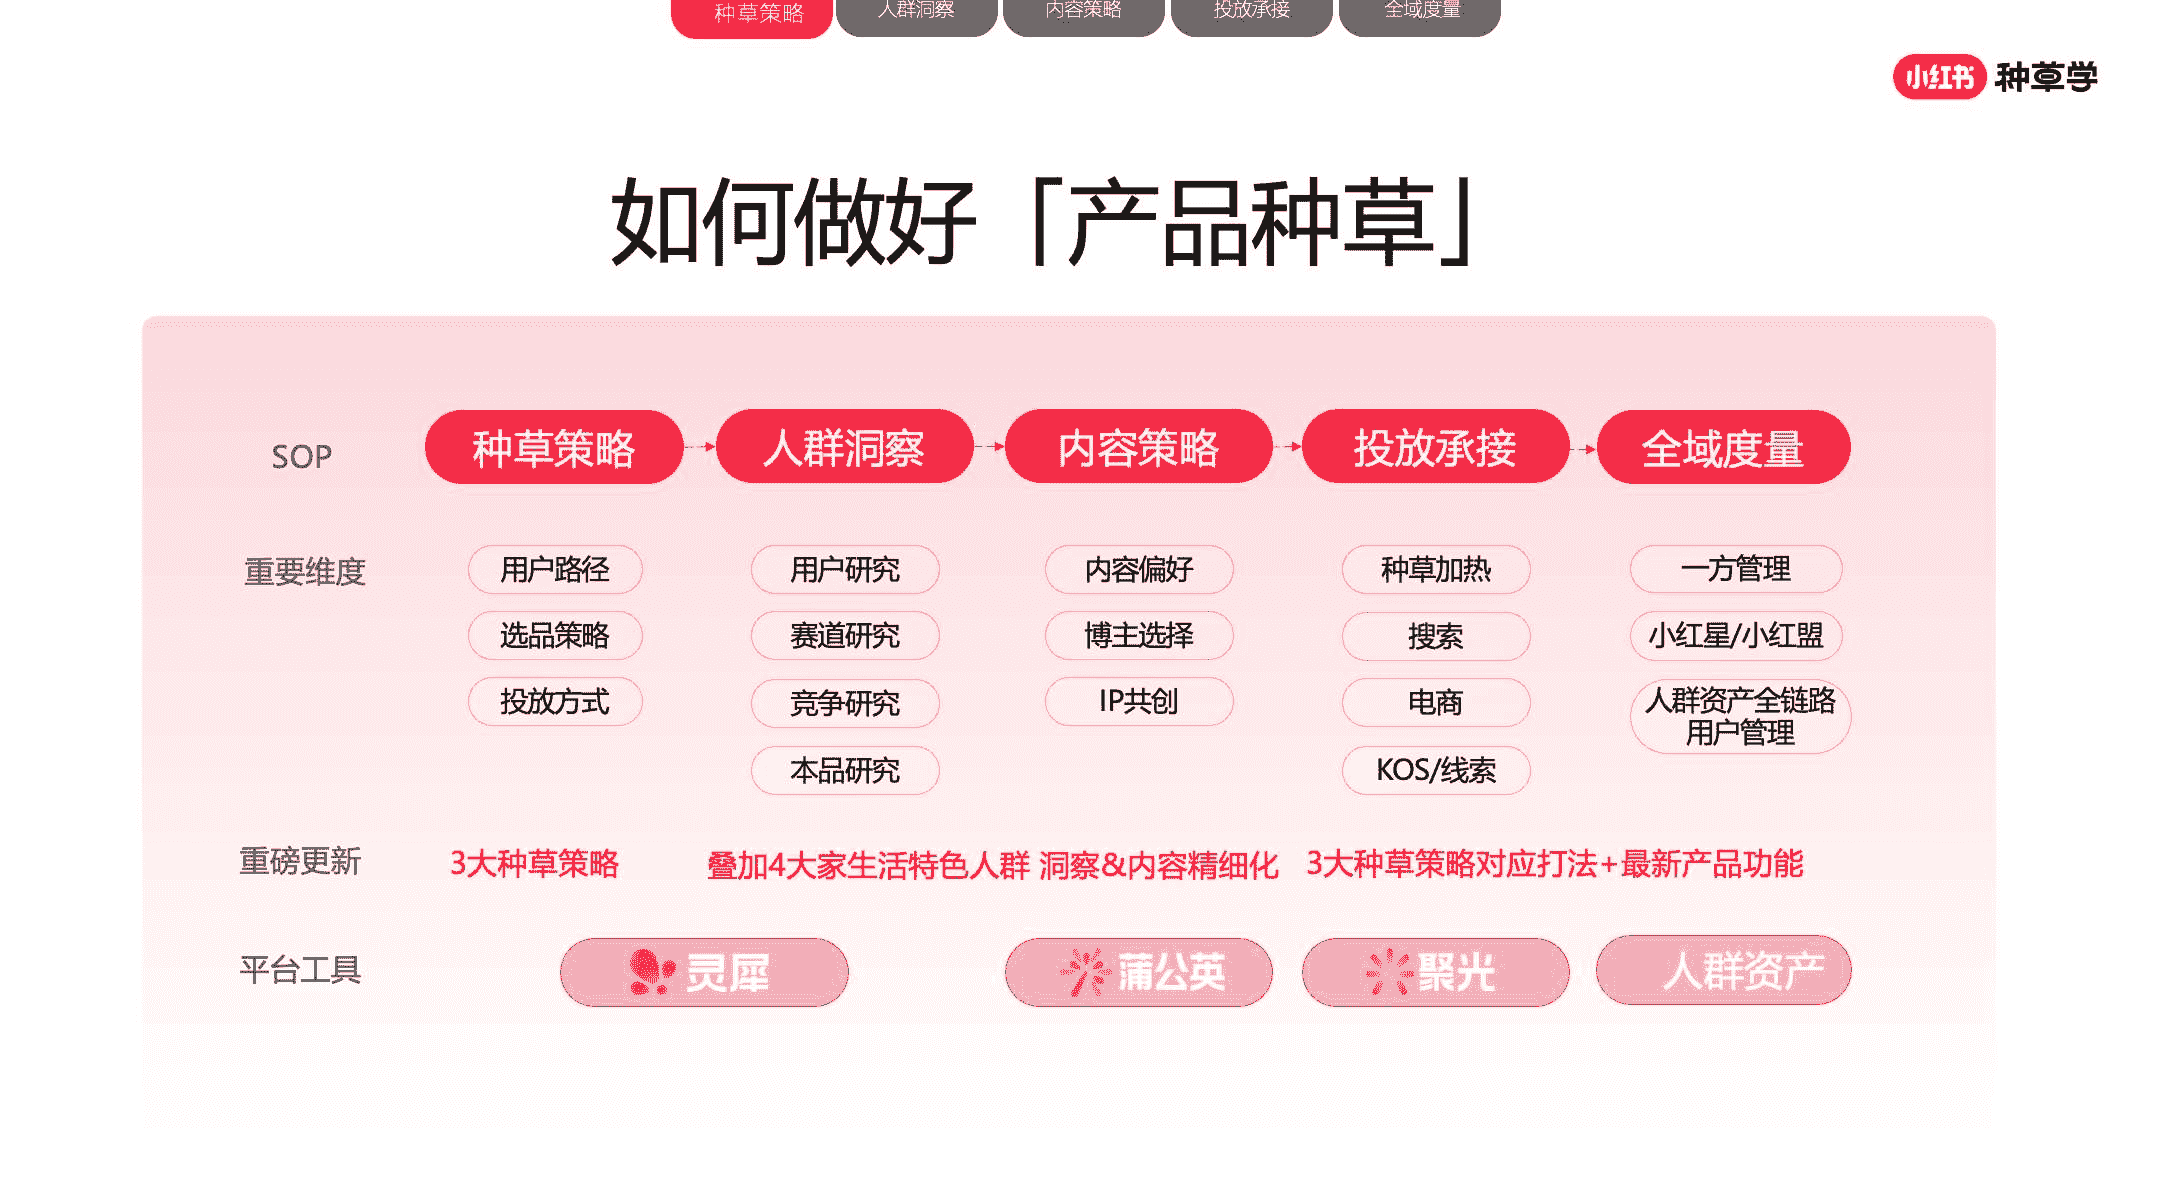 种草策略
人群洞察
内容策略
投放承接
全域度量
小红书 种草学
如何做好「产品种草」
SOP
种草策略
人群洞察
内容策略
投放承接
全域度量
重要维度
用户路径
用户研究
内容偏好
种草加热
一方管理
选品策略
赛道研究
博主选择
搜索
小红星/小红盟
投放方式
竞争研究
IP共创
电商
人群资产全链路
用户管理
本品研究
KOS/线索
重磅更新
3大种草策略
叠加4大家生活特色人群 洞察&内容精细化
3大种草策略对应打法+最新产品功能
平台工具
灵犀
蒲公英
聚光
人群资产